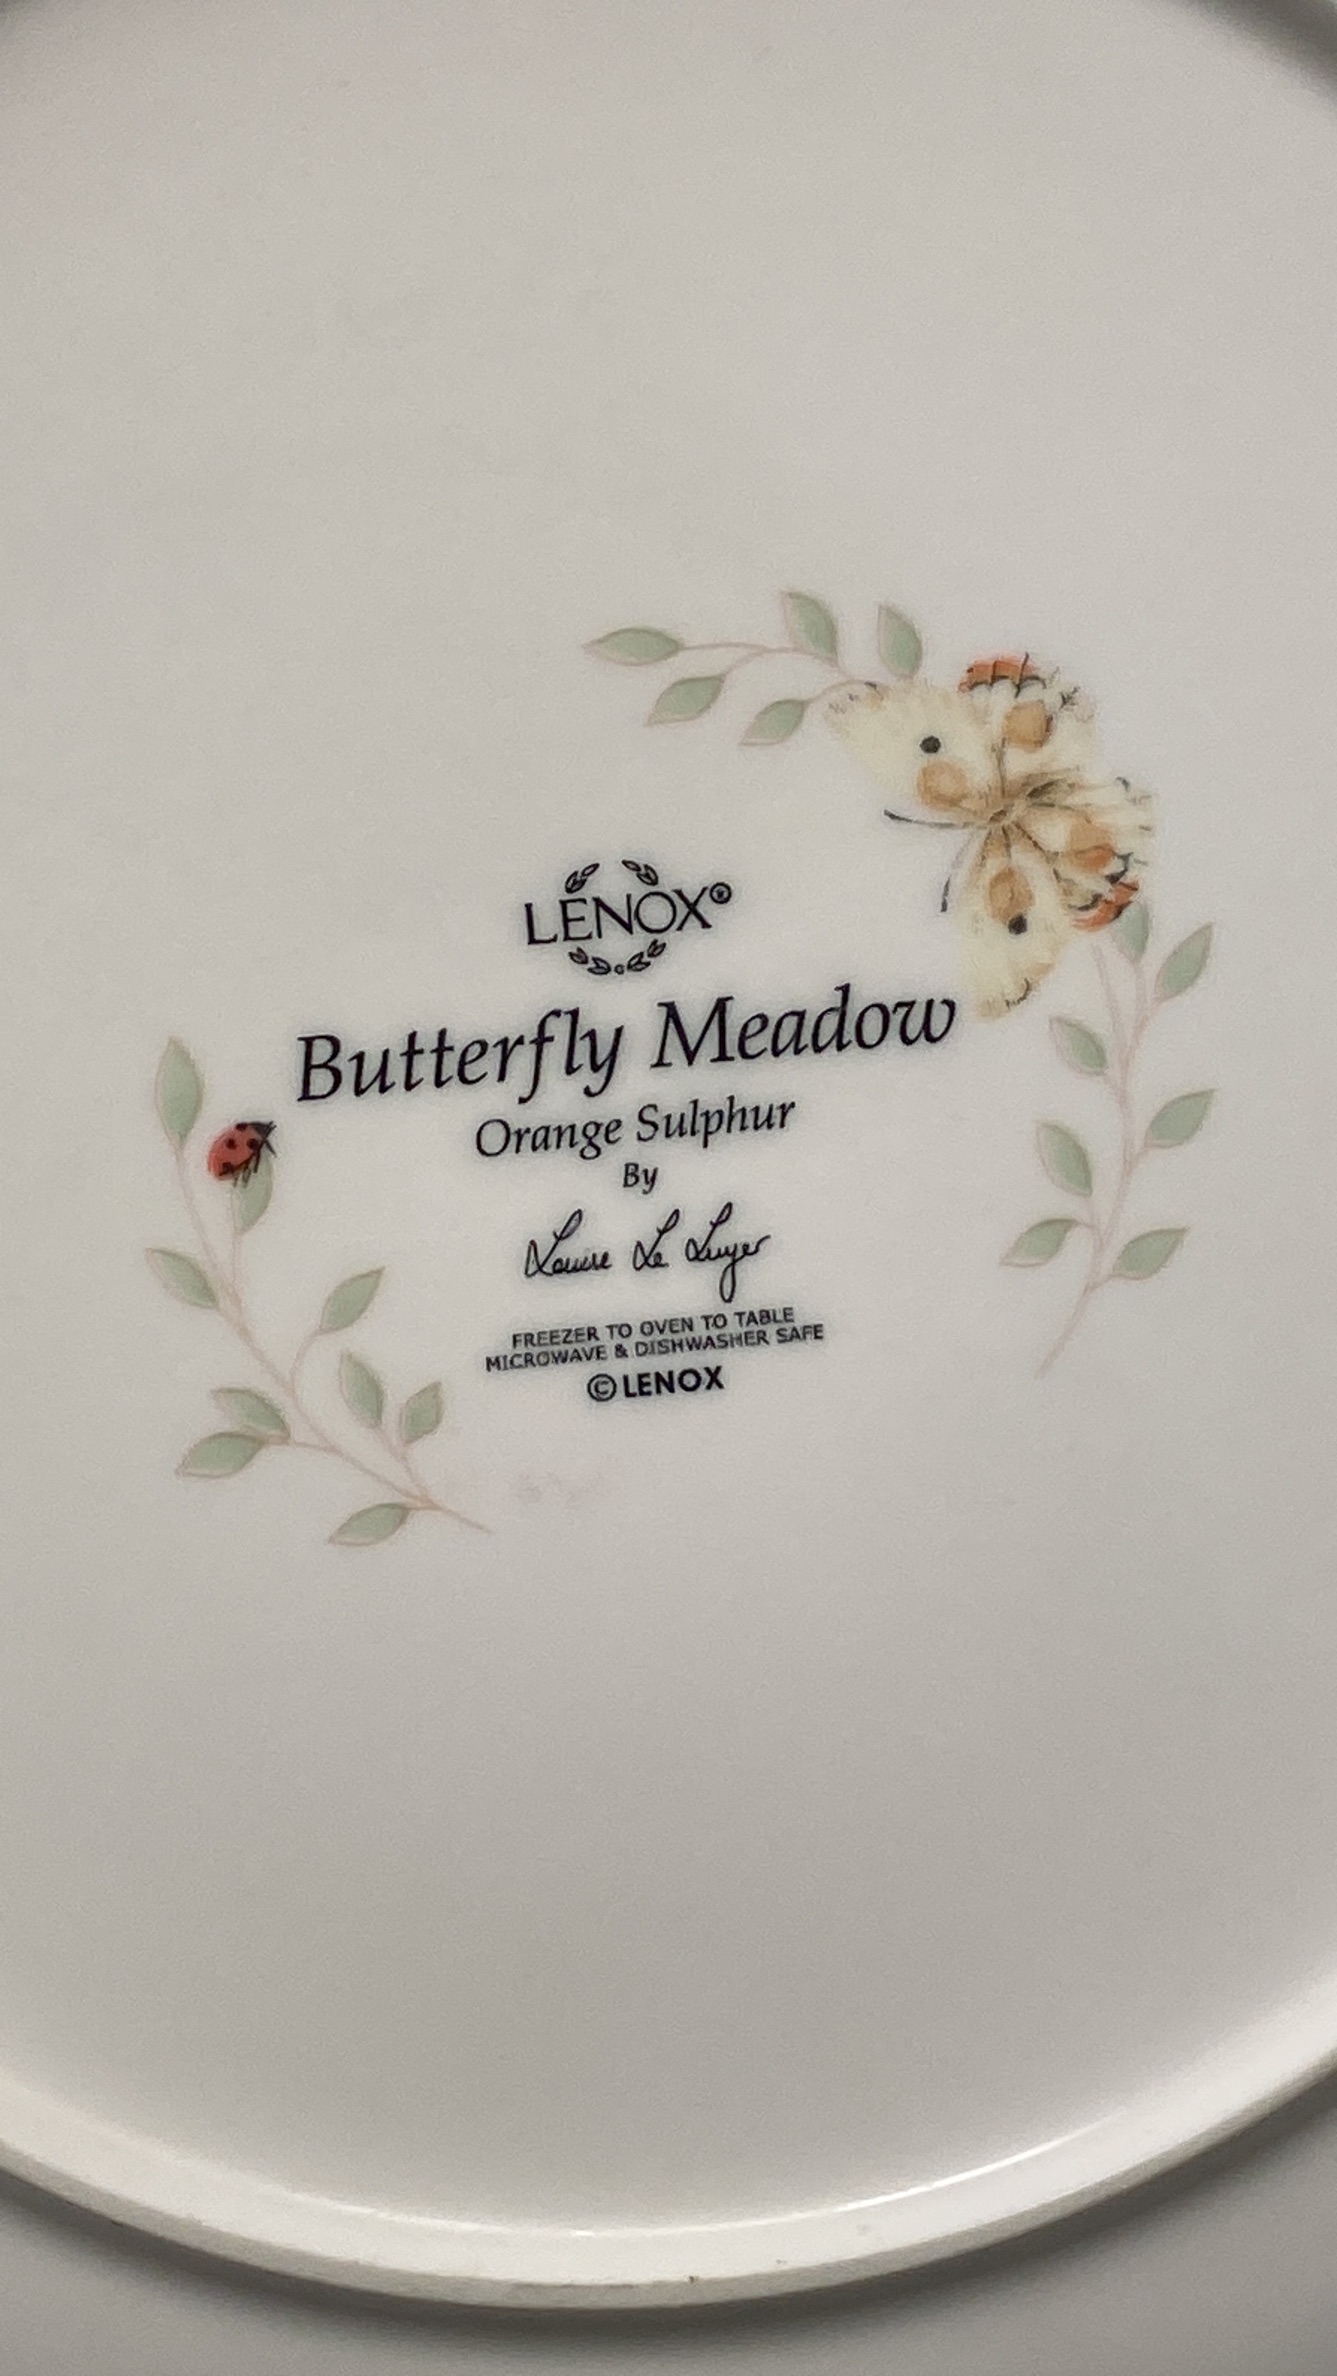 LENOX®
Butterfly Meadow
Orange Sulphur
By
Louise Le Luyer
FREEZER TO OVEN TO TABLE
MICROWAVE & DISHWASHER SAFE
© LENOX